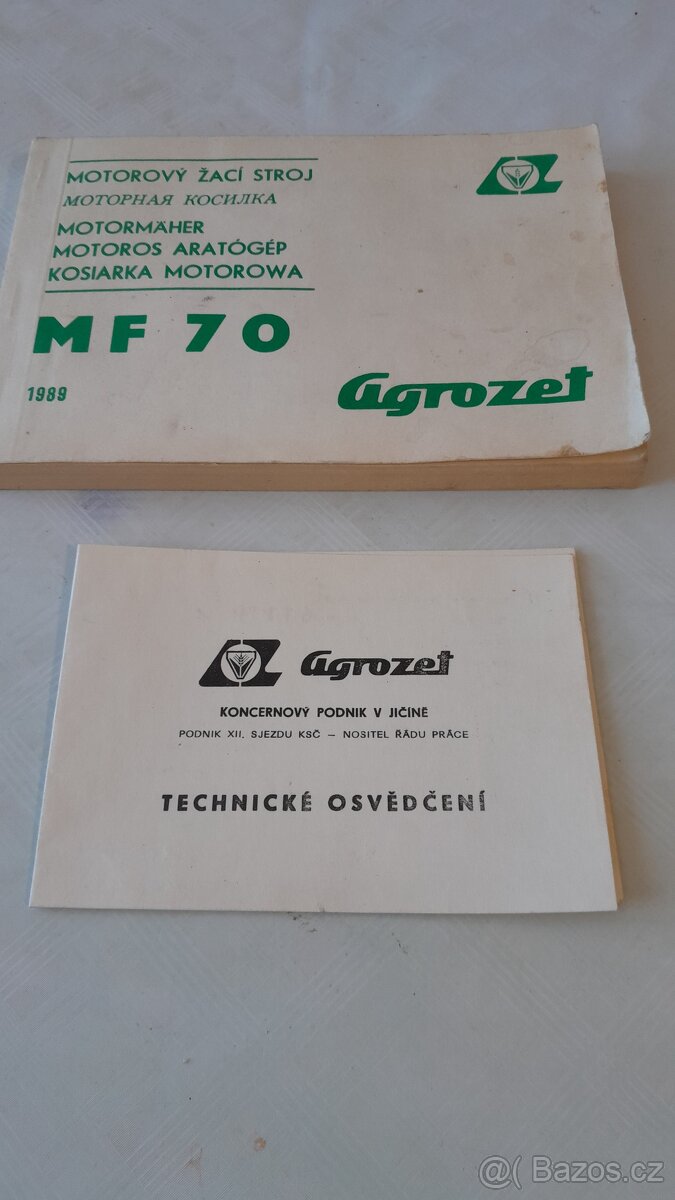 MOTOROVÝ ŽACÍ STROJ
МОТОРНАЯ КОСИЛКА
MOTORMÄHER
MOTOROS ARATÓGÉP
KOSIARKA MOTOROWA
MF 70
1989
agrozet
agrozet
KONCERNOVÝ PODNIK V JIČÍNĚ
PODNIK XII. SJEZDU KSČ – NOSITEL ŘÁDU PRÁCE
TECHNICKÉ OSVĚDČENÍ
@( Bazos.cz